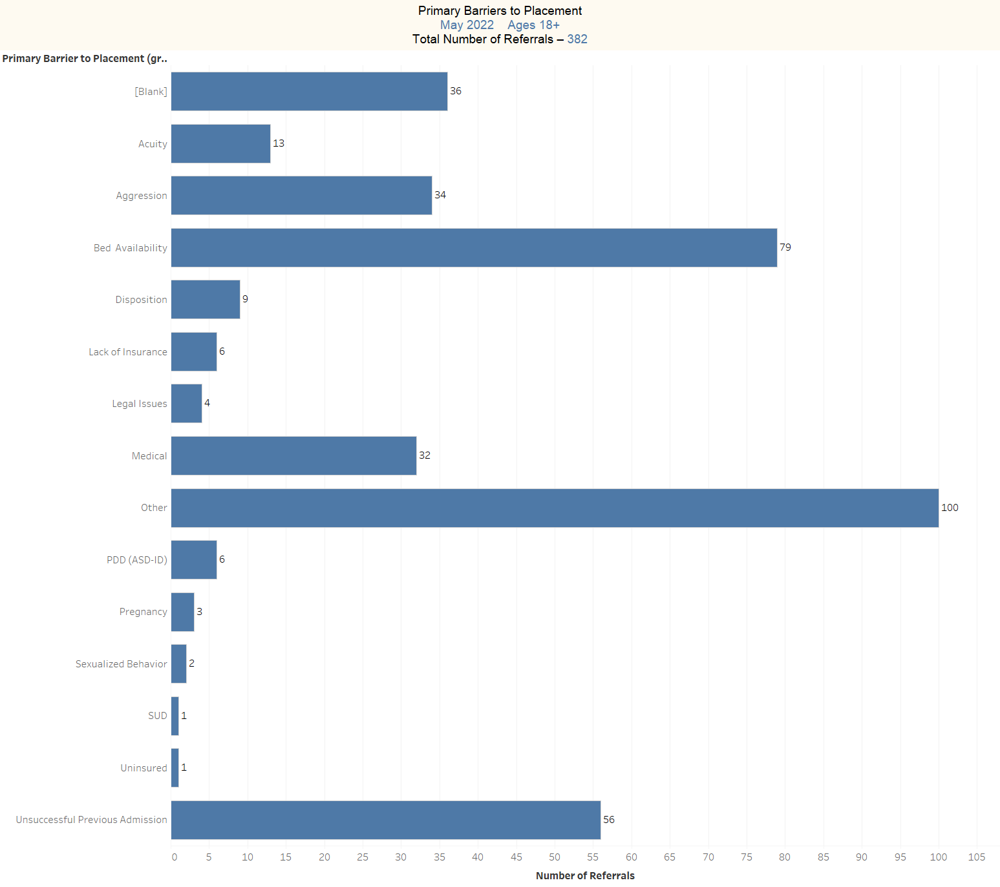 Primary Barriers to Placement
May 2022 Ages 18+
Total Number of Referrals – 382
Primary Barrier to Placement (gr..
[Blank] 36
Acuity 13
Aggression 34
Bed Availability 79
Disposition 9
Lack of Insurance 6
Legal Issues 4
Medical 32
Other 100
PDD (ASD-ID) 6
Pregnancy 3
Sexualized Behavior 2
SUD 1
Uninsured 1
Unsuccessful Previous Admission 56
0 5 10 15 20 25 30 35 40 45 50 55 60 65 70 75 80 85 90 95 100 105
Number of Referrals